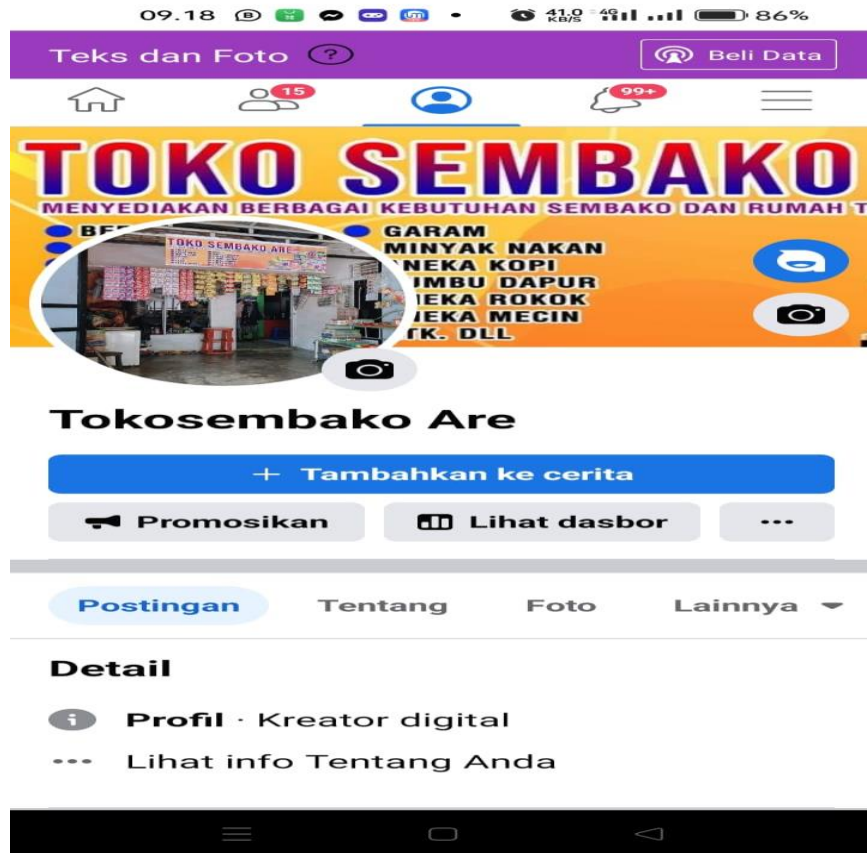 09.18 41.0 KB/S 4G 86%
Teks dan Foto ? Beli Data
15 99+
TOKO SEMBAKO
MENYEDIAKAN BERBAGAI KEBUTUHAN SEMBAKO DAN RUMAH T
GARAM
MINYAK NAKAN
NEKA KOPI
UMBU DAPUR
NEKA ROKOK
NEKA MECIN
TK. DLL
TOKO SEMBAKO ARE
Tokosembako Are
+ Tambahkan ke cerita
Promosikan Lihat dasbor ...
Postingan Tentang Foto Lainnya
Detail
Profil · Kreator digital
Lihat info Tentang Anda